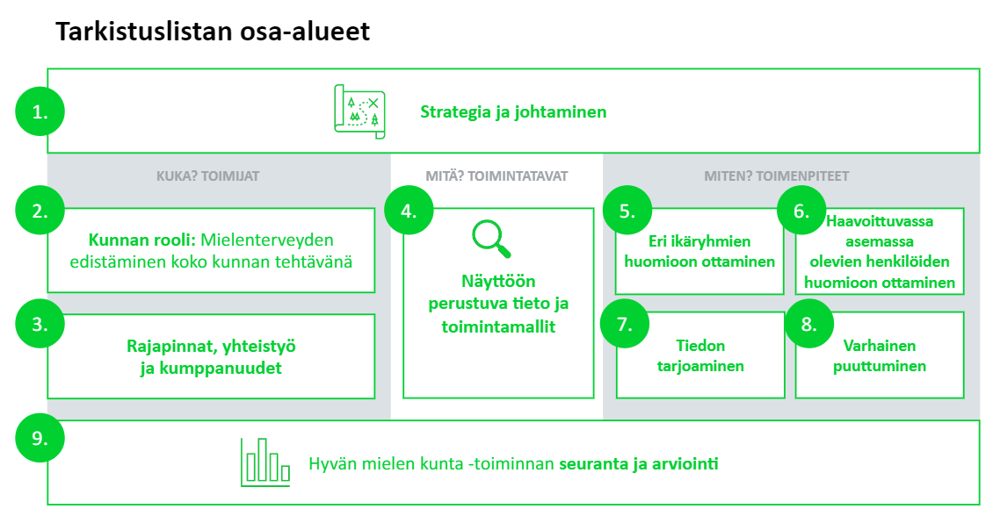 Tarkistuslistan osa-alueet
1.
Strategia ja johtaminen
KUKA? TOIMIJAT
2.
Kunnan rooli: Mielenterveyden
edistäminen koko kunnan tehtävänä
3.
Rajapinnat, yhteistyö
ja kumppanuudet
MITÄ? TOIMINTATAVAT
4.
Näyttöön
perustuva tieto ja
toimintamallit
MITEN? TOIMENPITEET
5.
Eri ikäryhmien
huomioon ottaminen
6.
Haavoittuvassa
asemassa
olevien henkilöiden
huomioon ottaminen
7.
Tiedon
tarjoaminen
8.
Varhainen
puuttuminen
9.
Hyvän mielen kunta -toiminnan seuranta ja arviointi